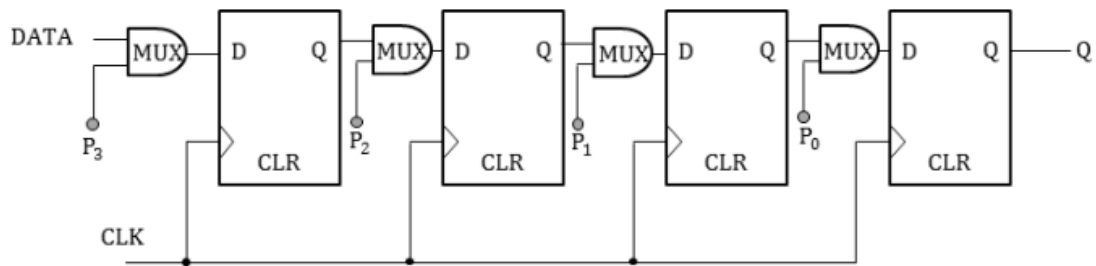 DATA
MUX D Q MUX D Q MUX D Q MUX D Q Q
P3 P2 P1 P0
CLR CLR CLR CLR
CLK